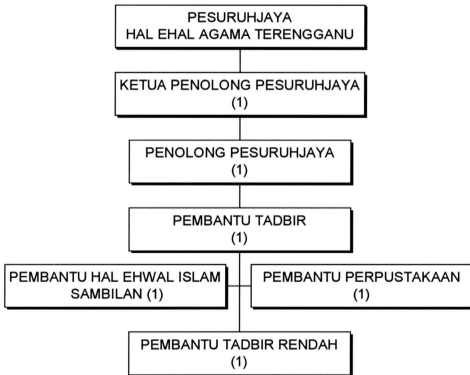 PESURUHJAYA
HAL EHAL AGAMA TERENGGANU
KETUA PENOLONG PESURUHJAYA
(1)
PENOLONG PESURUHJAYA
(1)
PEMBANTU TADBIR
(1)
PEMBANTU HAL EHWAL ISLAM
SAMBILAN (1)
PEMBANTU PERPUSTAKAAN
(1)
PEMBANTU TADBIR RENDAH
(1)